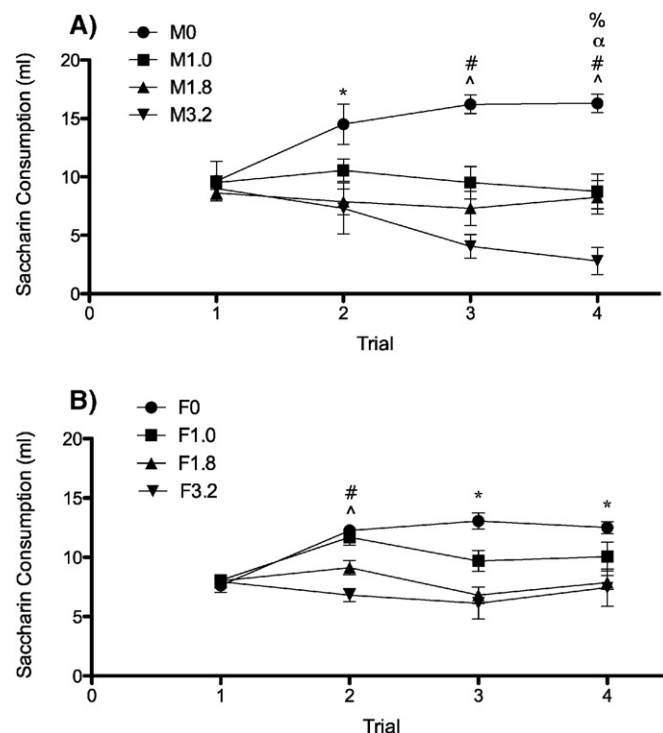 A)
M0
M1.0
M1.8
M3.2
Saccharin Consumption (ml)
20
15
10
5
0
*
#
^
%
α
#
^
0 1 2 3 4
Trial
B)
F0
F1.0
F1.8
F3.2
Saccharin Consumption (ml)
20
15
10
5
0
#
^
*
*
0 1 2 3 4
Trial